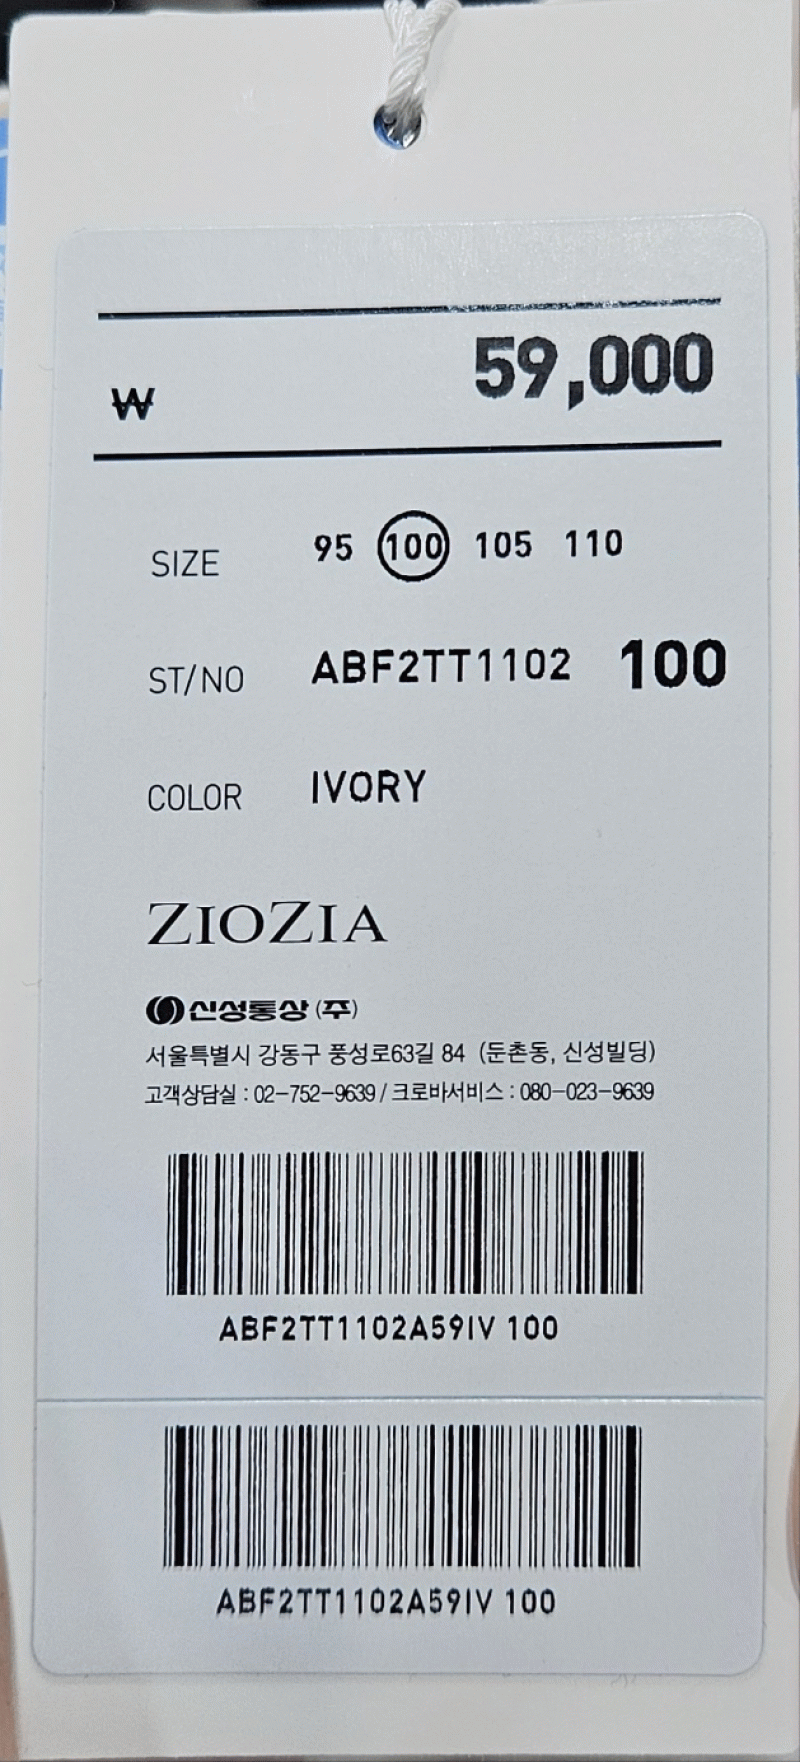 ₩ 59,000
SIZE 95 100 105 110
ST/NO ABF2TT1102 100
COLOR IVORY
ZIOZIA
신성통상(주)
서울특별시 강동구 풍성로63길 84 (둔촌동, 신성빌딩)
고객상담실 : 02-752-9639 / 크로바서비스 : 080-023-9639
ABF2TT1102A59IV 100
ABF2TT1102A59IV 100